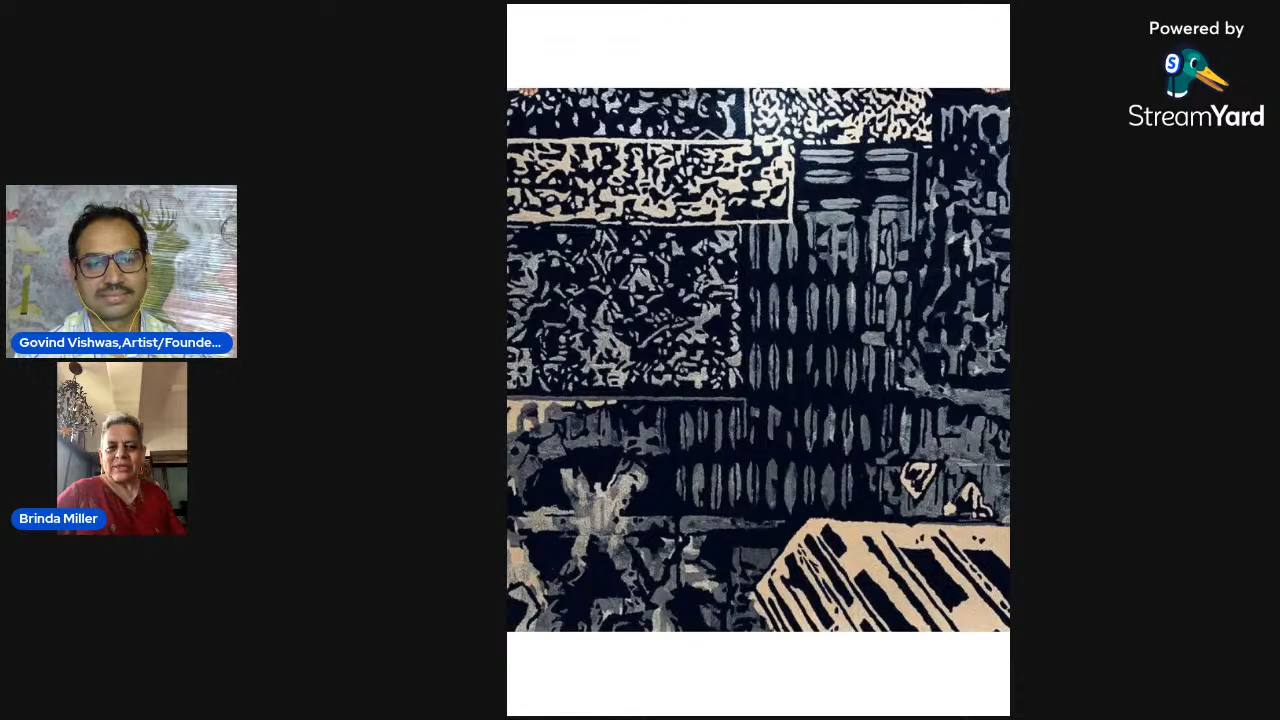 Powered by
S
StreamYard
Govind Vishwas,Artist/Founde...
Brinda Miller